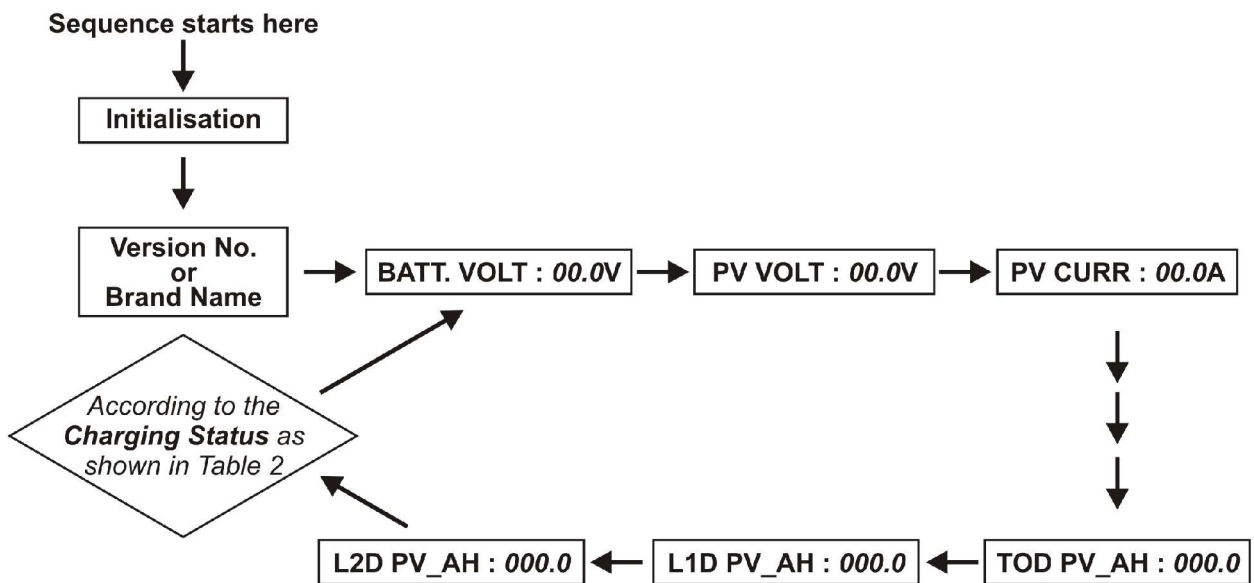 Sequence starts here
Initialisation
Version No.
or
Brand Name
BATT. VOLT : 00.0V
PV VOLT : 00.0V
PV CURR : 00.0A
According to the
Charging Status as
shown in Table 2
L2D PV_AH : 000.0
L1D PV_AH : 000.0
TOD PV_AH : 000.0